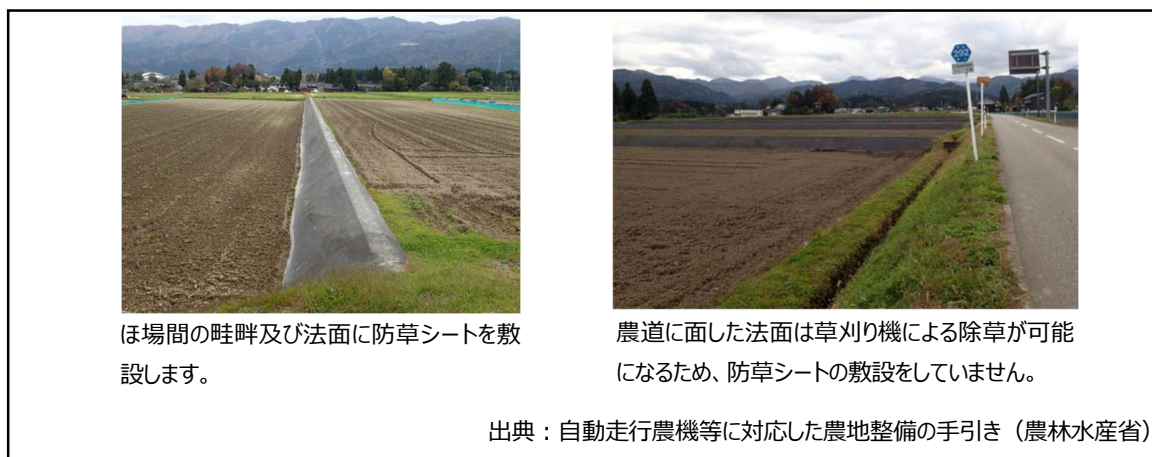 292
ほ場間の畦畔及び法面に防草シートを敷
設します。
農道に面した法面は草刈り機による除草が可能
になるため、防草シートの敷設をしていません。
出典：自動走行農機等に対応した農地整備の手引き（農林水産省）